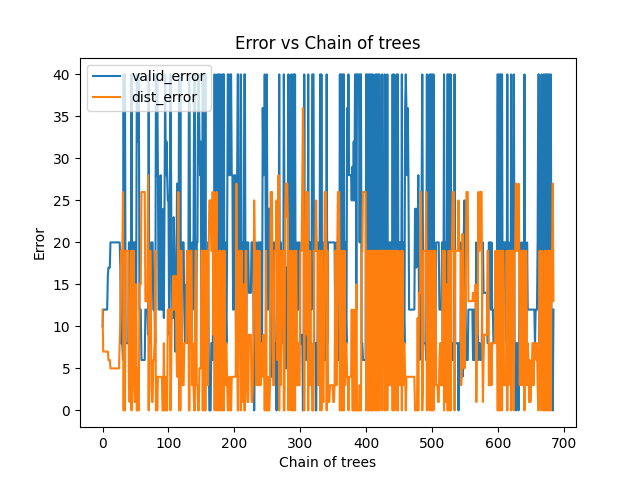 Error vs Chain of trees
valid_error
dist_error
Error
40
35
30
25
20
15
10
5
0
0 100 200 300 400 500 600 700
Chain of trees